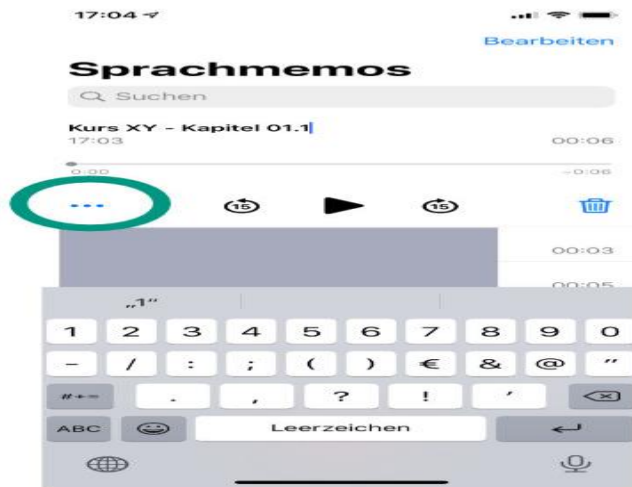 17:04
Bearbeiten
Sprachmemos
Suchen
Kurs XY - Kapitel 01.1
17:03 00:06
0:00 -0:06
... 15 15
00:03
00:05
„1“
1 2 3 4 5 6 7 8 9 0
- / : ; ( ) € & @ "
#+= . , ? ! ' 
ABC Leerzeichen